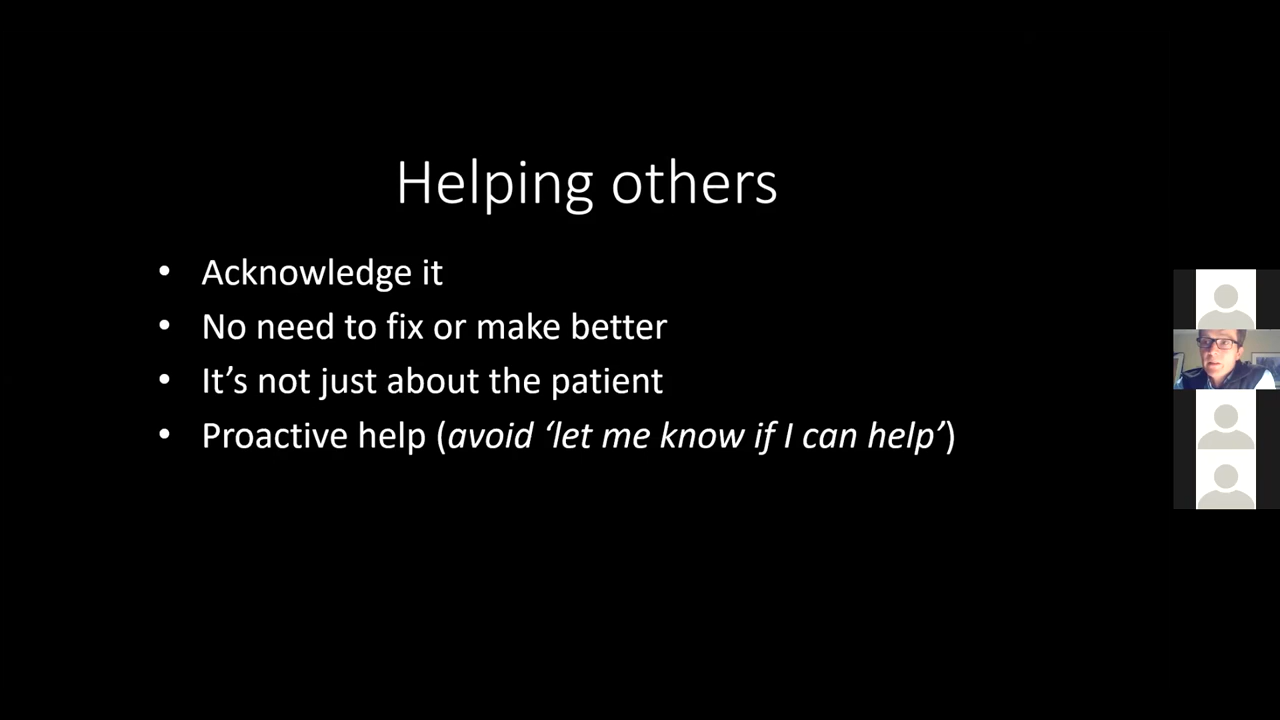 Helping others
• Acknowledge it
• No need to fix or make better
• It’s not just about the patient
• Proactive help (avoid ‘let me know if I can help’)